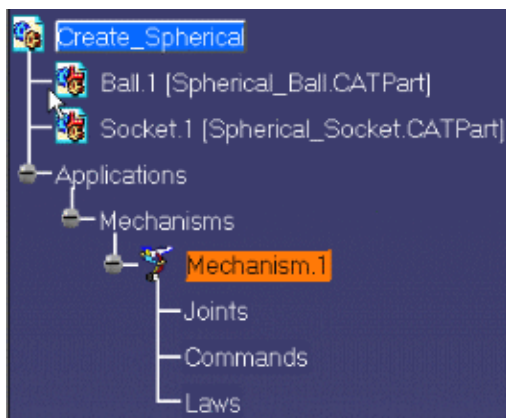 Create_Spherical
Ball.1 (Spherical_Ball.CATPart)
Socket.1 (Spherical_Socket.CATPart)
Applications
Mechanisms
Mechanism.1
Joints
Commands
Laws